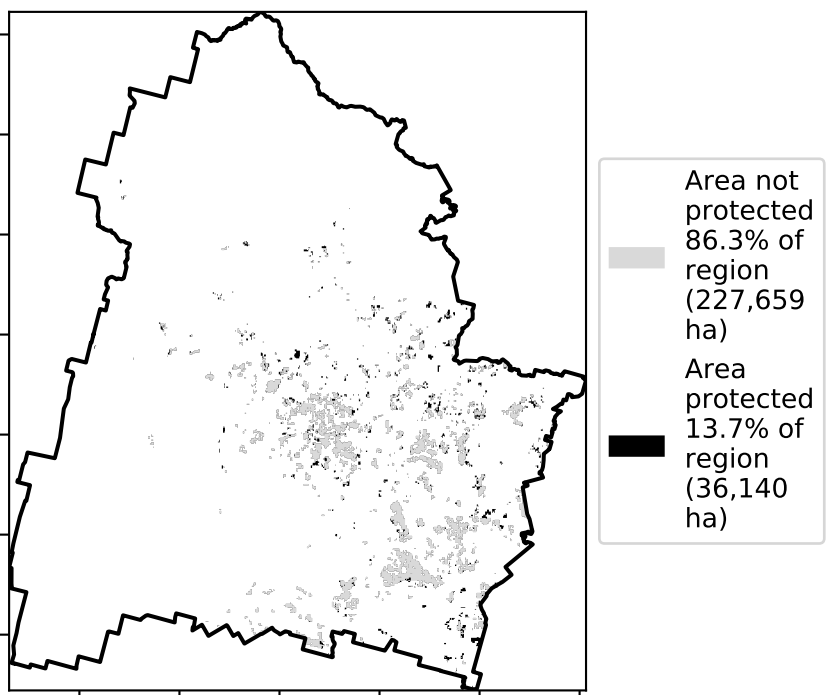 Area not
protected
86.3% of
region
(227,659
ha)
Area
protected
13.7% of
region
(36,140
ha)